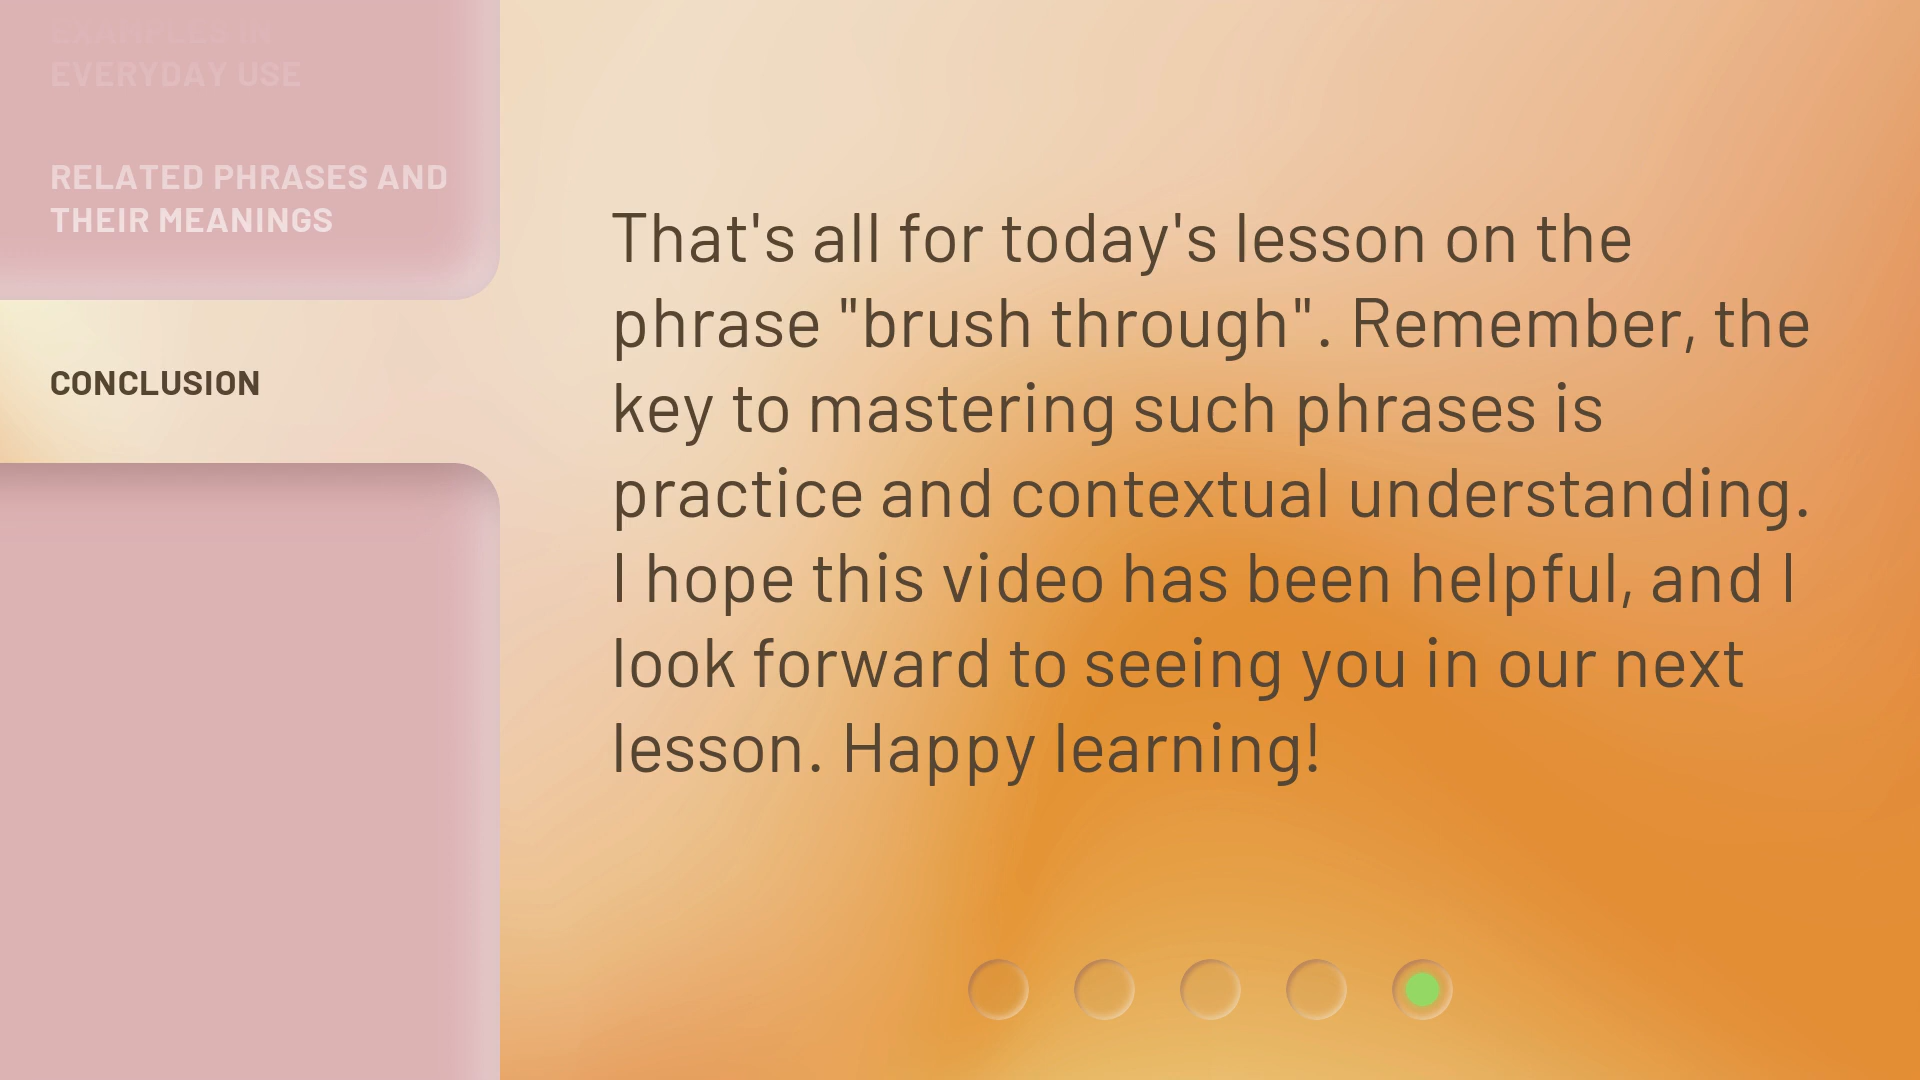 EXAMPLES IN
EVERYDAY USE
RELATED PHRASES AND
THEIR MEANINGS
CONCLUSION
That's all for today's lesson on the
phrase "brush through". Remember, the
key to mastering such phrases is
practice and contextual understanding.
I hope this video has been helpful, and I
look forward to seeing you in our next
lesson. Happy learning!